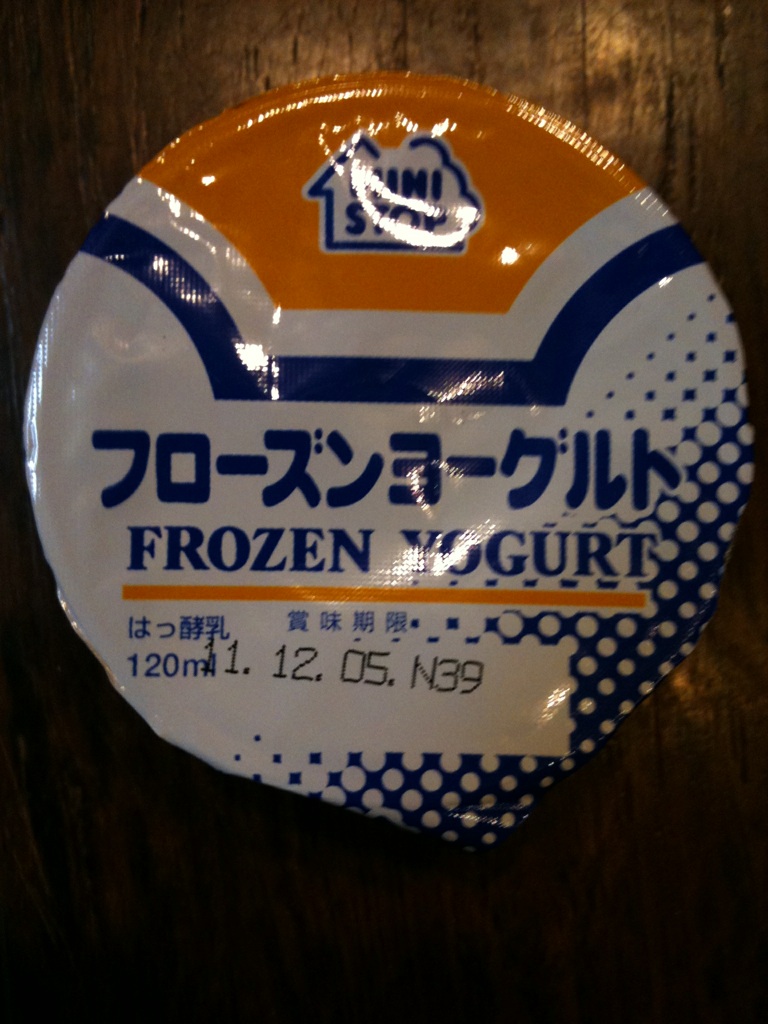 MINI
STOP
フローズンヨーグルト
FROZEN YOGURT
はっ酵乳 賞味期限
120ml 11. 12. 05. N39